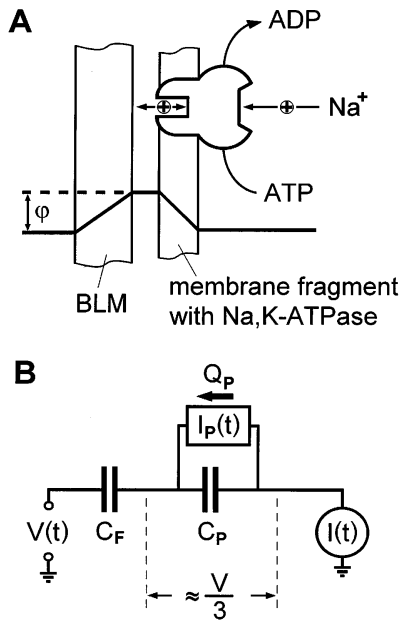 A
ADP
Na+
ATP
φ
BLM
membrane fragment
with Na,K-ATPase
B
QP
IP(t)
V(t)
CF
CP
I(t)
≈ V/3